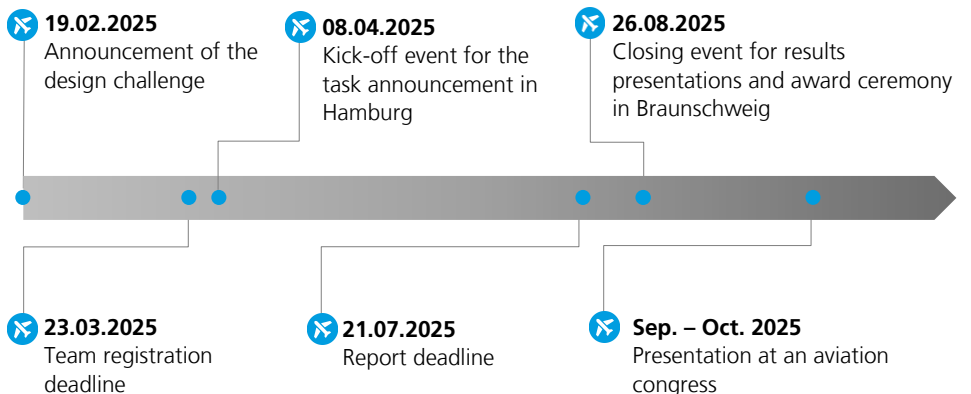 19.02.2025
Announcement of the
design challenge
08.04.2025
Kick-off event for the
task announcement in
Hamburg
26.08.2025
Closing event for results
presentations and award ceremony
in Braunschweig
23.03.2025
Team registration
deadline
21.07.2025
Report deadline
Sep. – Oct. 2025
Presentation at an aviation
congress